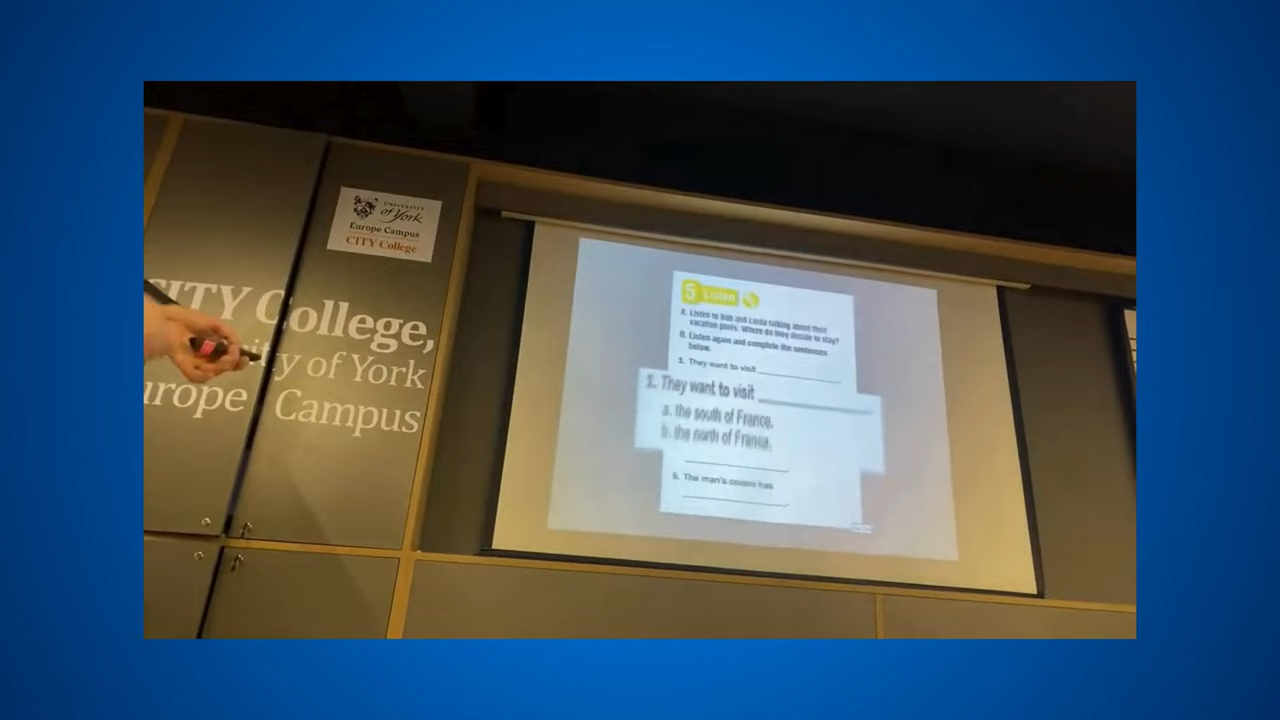 UNIVERSITY
of York
Europe Campus
CITY College
CITY College,
of York
Europe Campus
5 Listen
A. Listen to Bob and Linda talking about their
vacation plans. Where do they decide to stay?
B. Listen again and complete the sentences
below.
1. They want to visit
1. They want to visit
a. the south of France.
b. the north of France.
5. The man's cousin has